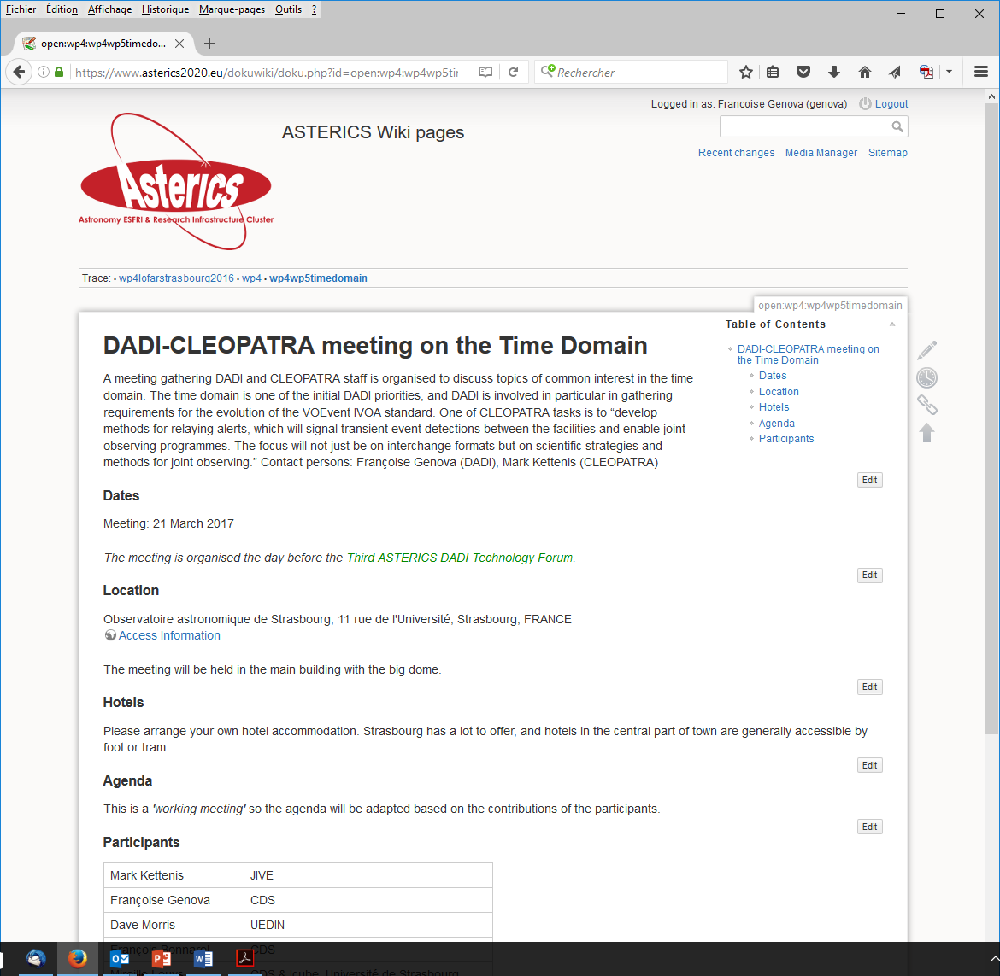 Fichier Édition Affichage Historique Marque-pages Outils ?
open:wp4:wp4wp5timedo...
https://www.asterics2020.eu/dokuwiki/doku.php?id=open:wp4:wp4wp5tir
Rechercher
Logged in as: Francoise Genova (genova) Logout
ASTERICS Wiki pages
Recent changes Media Manager Sitemap
Asterics
Astronomy ESFRI & Research Infrastructure Cluster
Trace: • wp4lofarstrasbourg2016 • wp4 • wp4wp5timedomain
open:wp4:wp4wp5timedomain
Table of Contents
DADI-CLEOPATRA meeting on
the Time Domain
Dates
Location
Hotels
Agenda
Participants
DADI-CLEOPATRA meeting on the Time Domain
A meeting gathering DADI and CLEOPATRA staff is organised to discuss topics of common interest in the time
domain. The time domain is one of the initial DADI priorities, and DADI is involved in particular in gathering
requirements for the evolution of the VOEvent IVOA standard. One of CLEOPATRA tasks is to “develop
methods for relaying alerts, which will signal transient event detections between the facilities and enable joint
observing programmes. The focus will not just be on interchange formats but on scientific strategies and
methods for joint observing.” Contact persons: Françoise Genova (DADI), Mark Kettenis (CLEOPATRA)
Edit
Dates
Meeting: 21 March 2017
The meeting is organised the day before the Third ASTERICS DADI Technology Forum.
Edit
Location
Observatoire astronomique de Strasbourg, 11 rue de l'Université, Strasbourg, FRANCE
Access Information
The meeting will be held in the main building with the big dome.
Edit
Hotels
Please arrange your own hotel accommodation. Strasbourg has a lot to offer, and hotels in the central part of town are generally accessible by
foot or tram.
Edit
Agenda
This is a 'working meeting' so the agenda will be adapted based on the contributions of the participants.
Edit
Participants
Mark Kettenis JIVE
Françoise Genova CDS
Dave Morris UEDIN
François Bonnarel CDS
Mireille Louys CDS & Icube, Université de Strasbourg